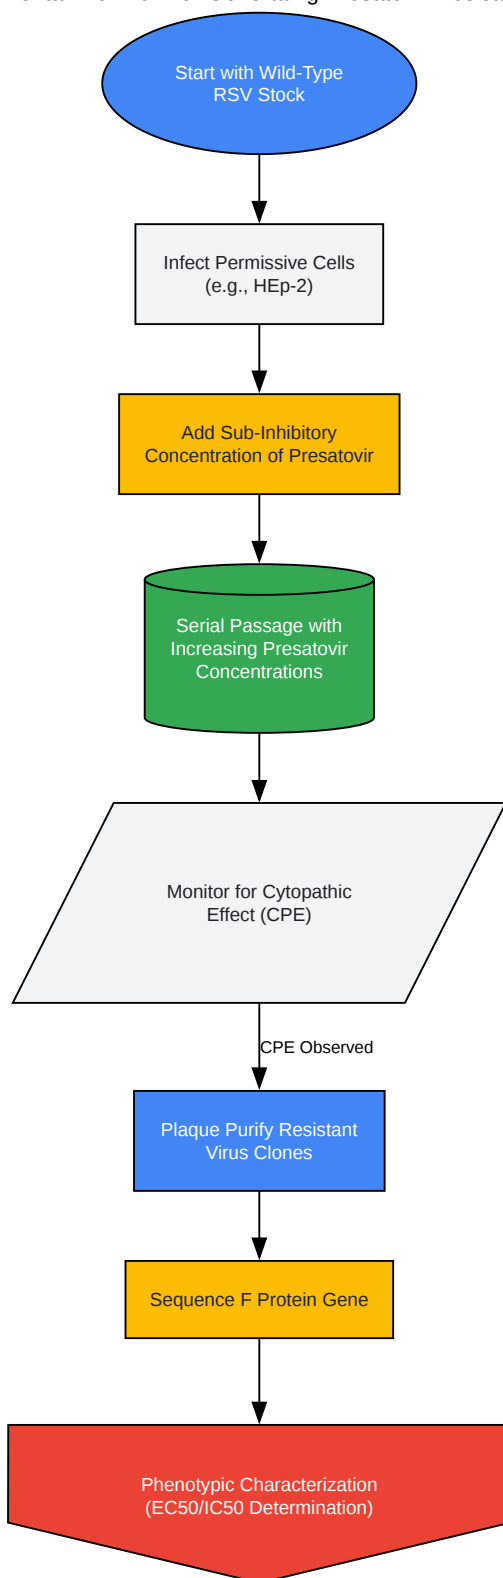 Start with Wild-Type
RSV Stock
Infect Permissive Cells
(e.g., HEp-2)
Add Sub-Inhibitory
Concentration of Presatovir
Serial Passage with
Increasing Presatovir
Concentrations
Monitor for Cytopathic
Effect (CPE)
CPE Observed
Plaque Purify Resistant
Virus Clones
Sequence F Protein Gene
Phenotypic Characterization
(EC50/IC50 Determination)